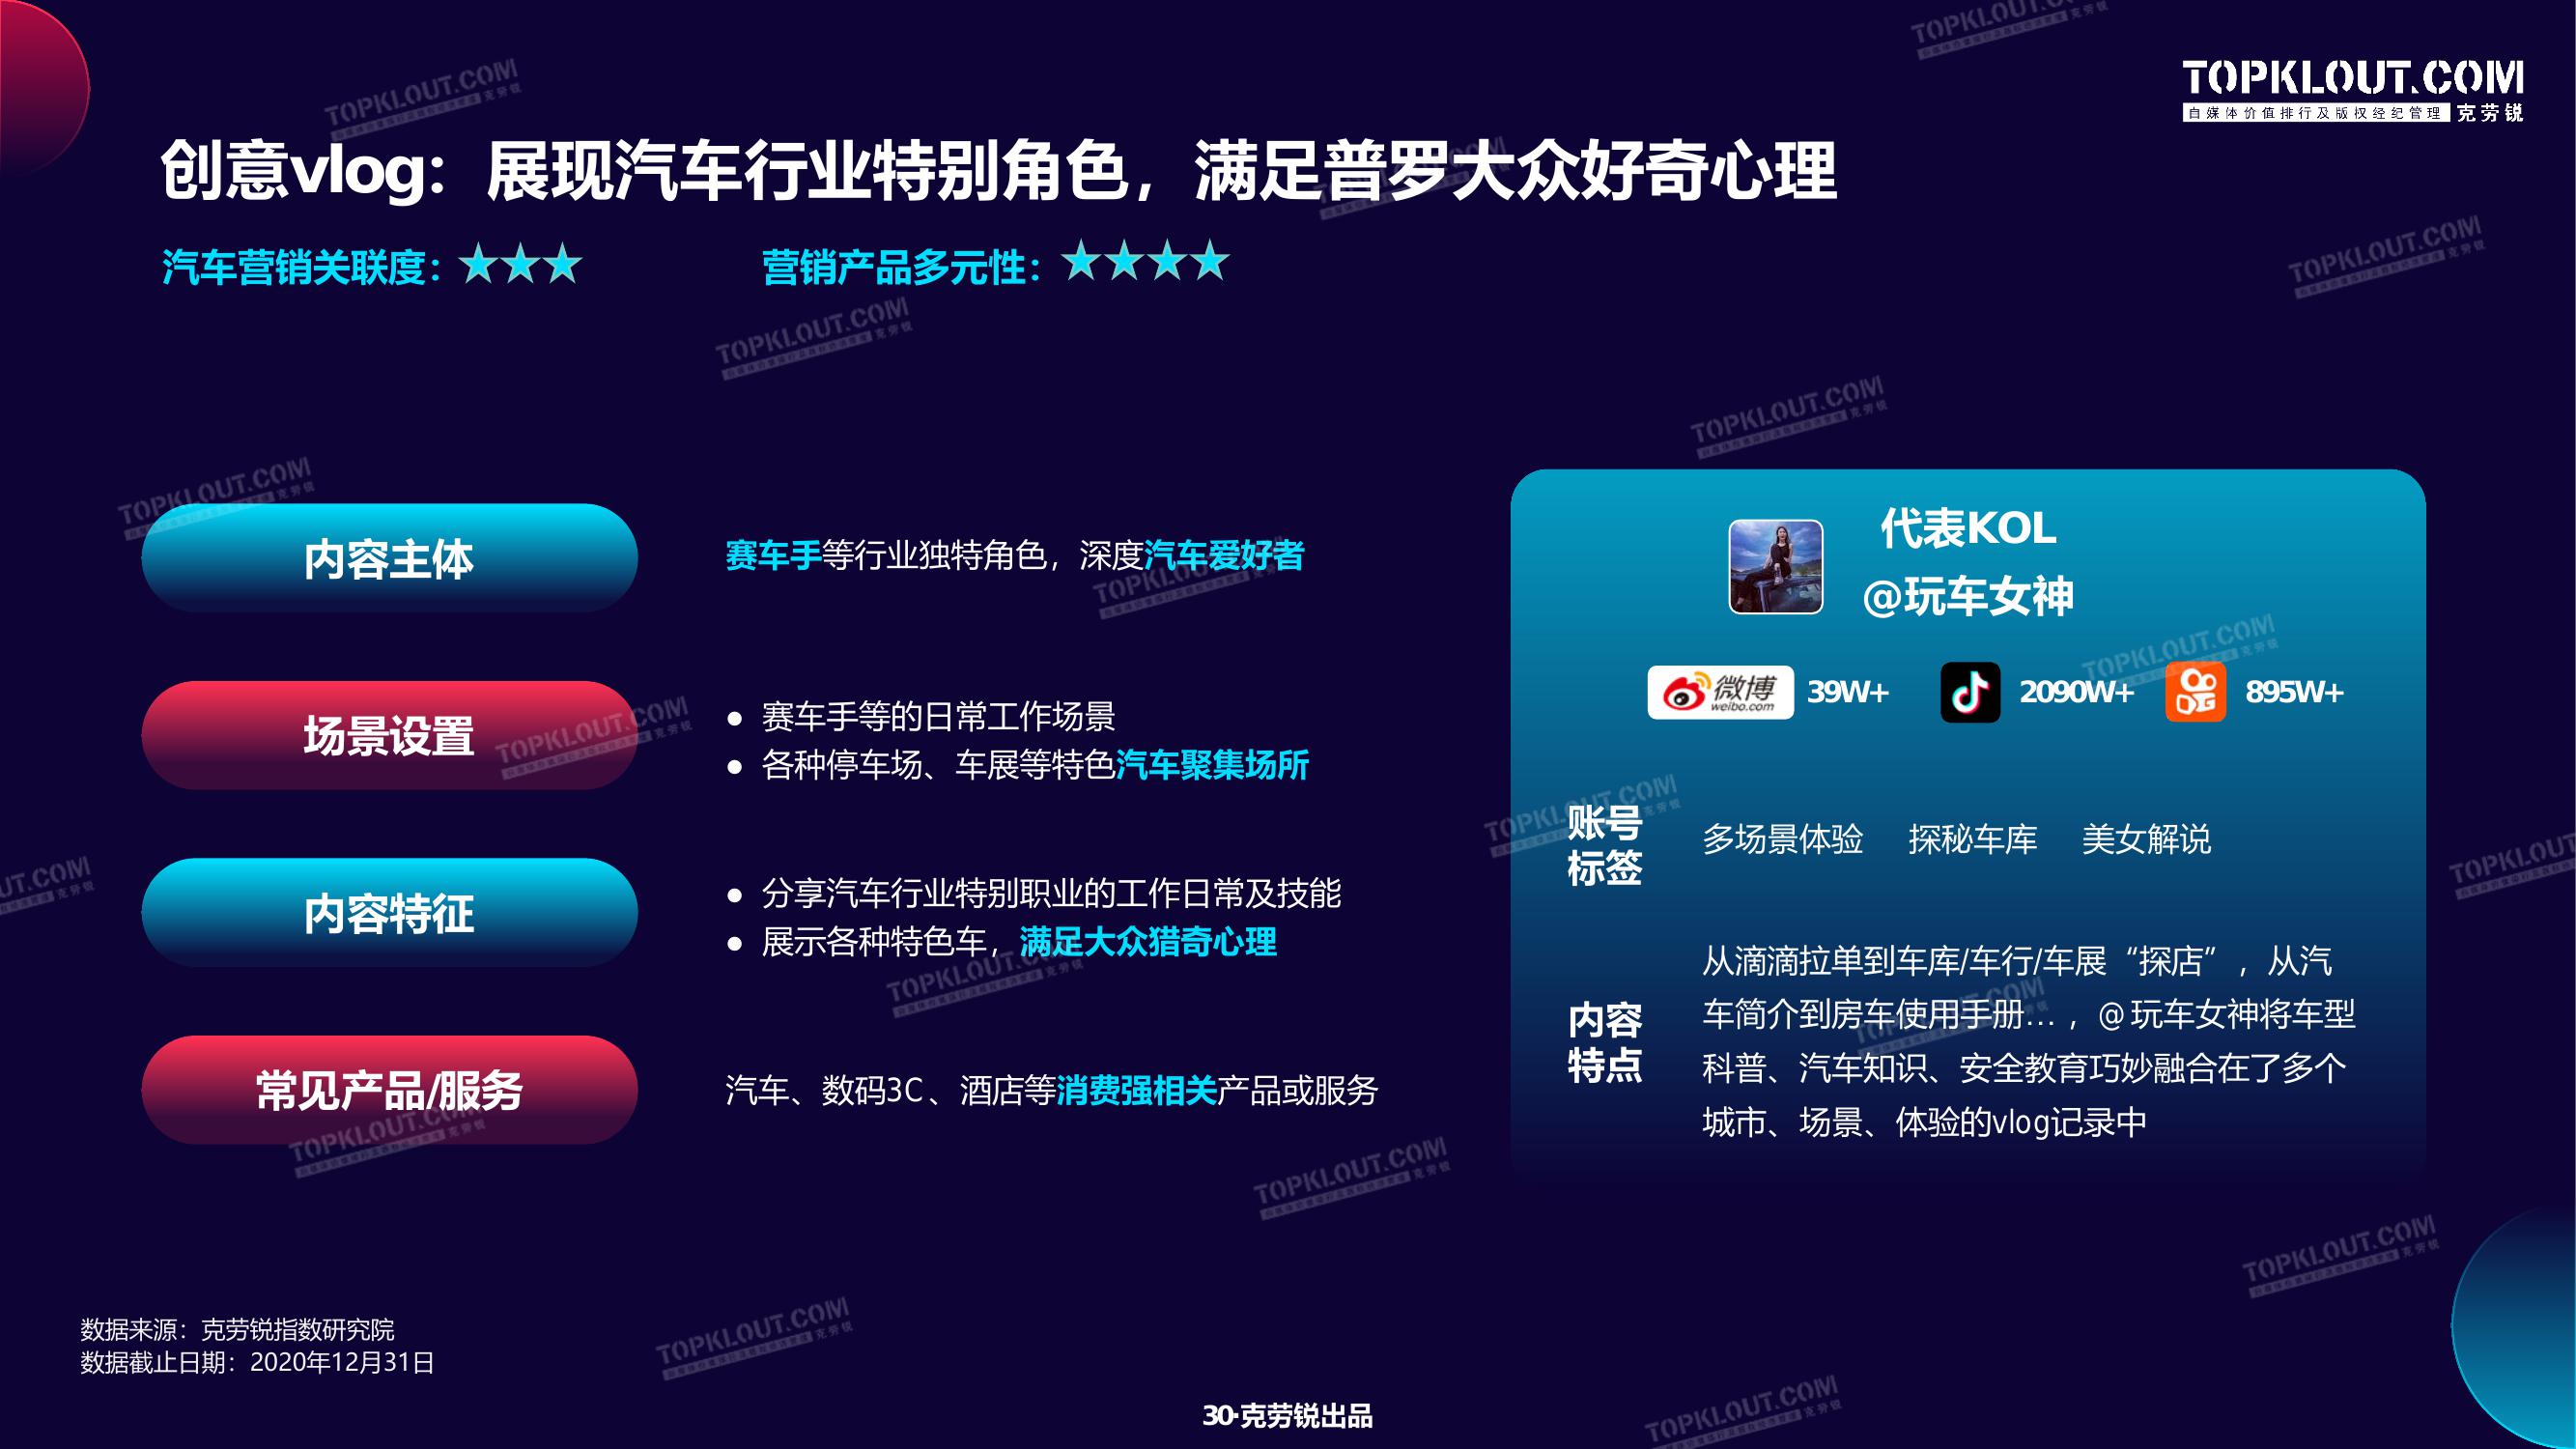 TOPKLOUT.COM
自媒体价值排行及版权经纪管理 克劳锐
创意vlog：展现汽车行业特别角色，满足普罗大众好奇心理
汽车营销关联度：★★★
营销产品多元性：★★★★
内容主体
赛车手等行业独特角色，深度汽车爱好者
场景设置
● 赛车手等的日常工作场景
● 各种停车场、车展等特色汽车聚集场所
内容特征
● 分享汽车行业特别职业的工作日常及技能
● 展示各种特色车，满足大众猎奇心理
常见产品/服务
汽车、数码3C、酒店等消费强相关产品或服务
代表KOL
@玩车女神
微博 weibo.com 39W+ 2090W+ 895W+
账号
标签
多场景体验 探秘车库 美女解说
内容
特点
从滴滴拉单到车库/车行/车展“探店”，从汽
车简介到房车使用手册…，@玩车女神将车型
科普、汽车知识、安全教育巧妙融合在了多个
城市、场景、体验的vlog记录中
数据来源：克劳锐指数研究院
数据截止日期：2020年12月31日
30·克劳锐出品